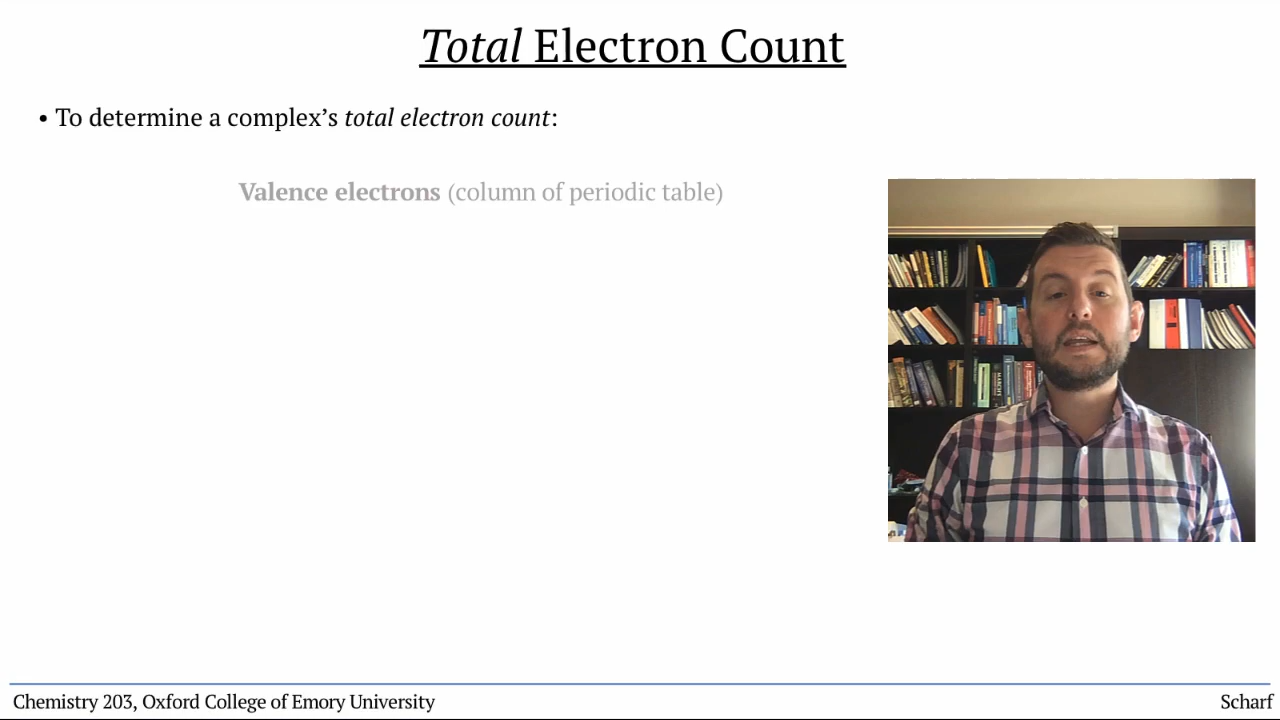 Total Electron Count
• To determine a complex’s total electron count:
Valence electrons (column of periodic table)
Chemistry 203, Oxford College of Emory University
Scharf